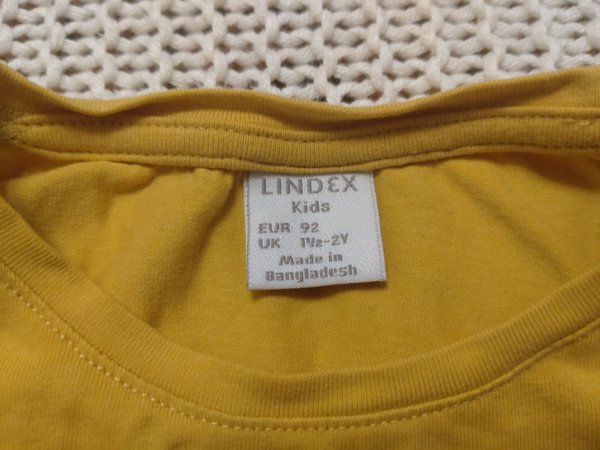 LINDEX
Kids
EUR 92
UK 1½-2Y
Made in
Bangladesh